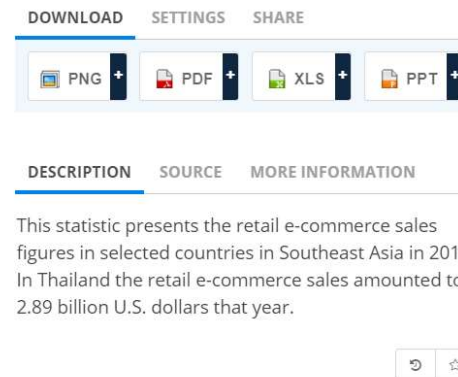 DOWNLOAD SETTINGS SHARE
PNG + PDF + XLS + PPT +
DESCRIPTION SOURCE MORE INFORMATION
This statistic presents the retail e-commerce sales
figures in selected countries in Southeast Asia in 201
In Thailand the retail e-commerce sales amounted to
2.89 billion U.S. dollars that year.